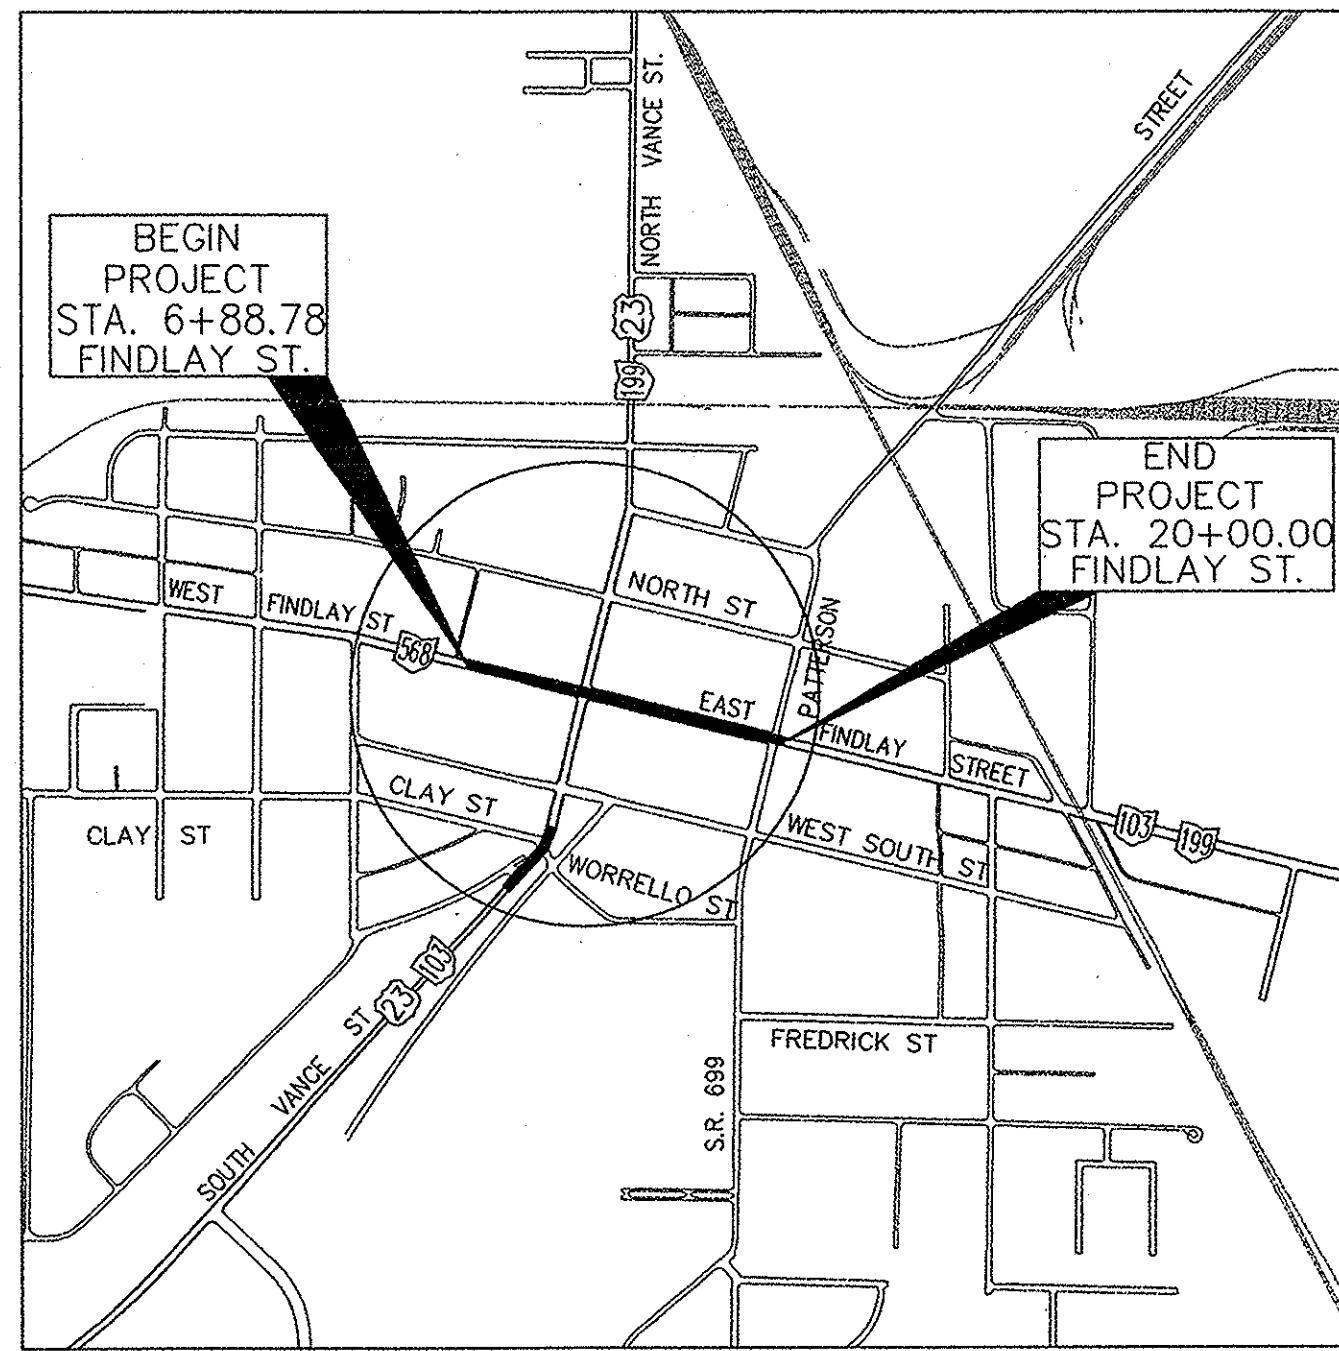 STREET
NORTH VANCE ST.
BEGIN
PROJECT
STA. 6+88.78
FINDLAY ST.
23
199
END
PROJECT
STA. 20+00.00
FINDLAY ST.
WEST
FINDLAY ST
568
NORTH ST
PATTERSON
EAST
FINDLAY
STREET
CLAY ST
CLAY ST
103
199
WEST SOUTH ST
WORRELLO ST
103
23
SOUTH VANCE ST
FREDRICK ST
S.R. 699